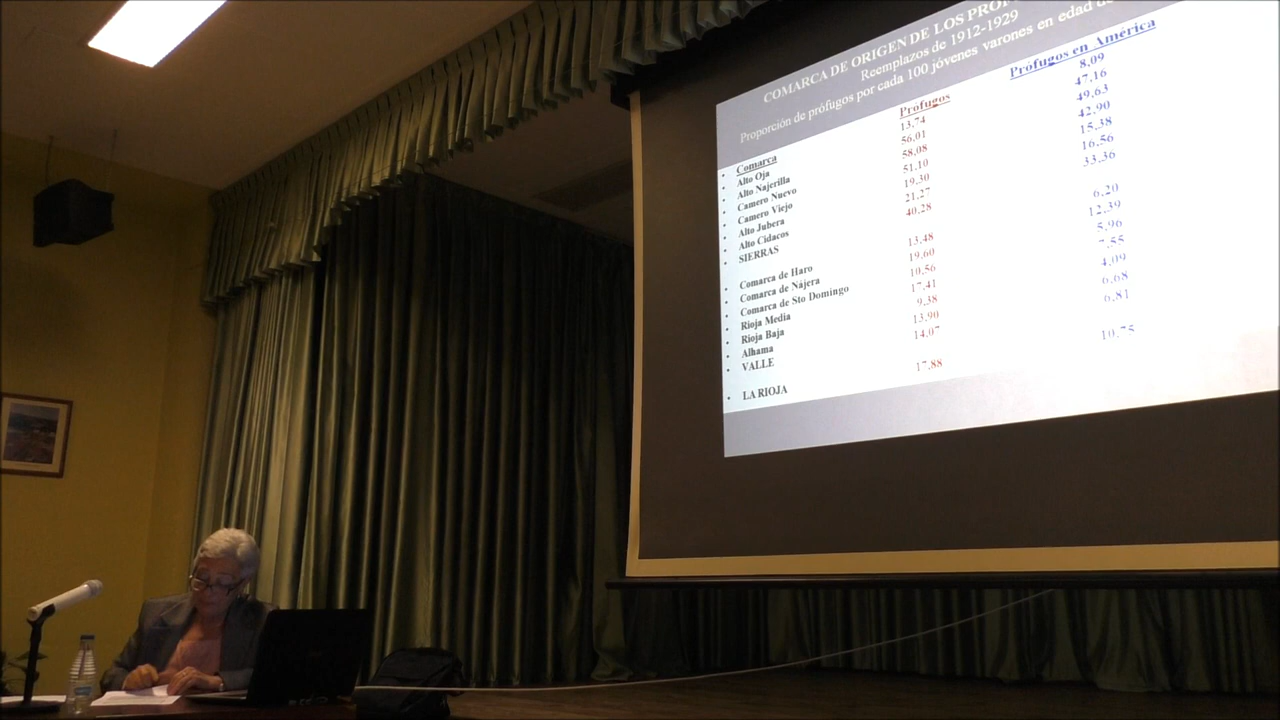 COMARCA DE ORIGEN DE LOS
Reemplazos de 1912-1929
Proporción de prófugos por cada 100 jóvenes varones en edad de
Comarca Prófugos Prófugos en América
• Alto Oja 13,74 8,09
• Alto Najerilla 56,01 47,16
• Camero Nuevo 58,08 49,63
• Camero Viejo 51,10 42,90
• Alto Jubera 19,30 15,38
• Alto Cidacos 21,27 16,56
• SIERRAS 40,28 33,36
• Comarca de Haro 13,48 6,20
• Comarca de Nájera 19,60 12,39
• Comarca de Sto Domingo 10,56 5,96
• Rioja Media 17,41 7,55
• Rioja Baja 9,38 4,09
• Alhama 13,90 6,68
• VALLE 14,07 6,81
• LA RIOJA 17,88 10,75